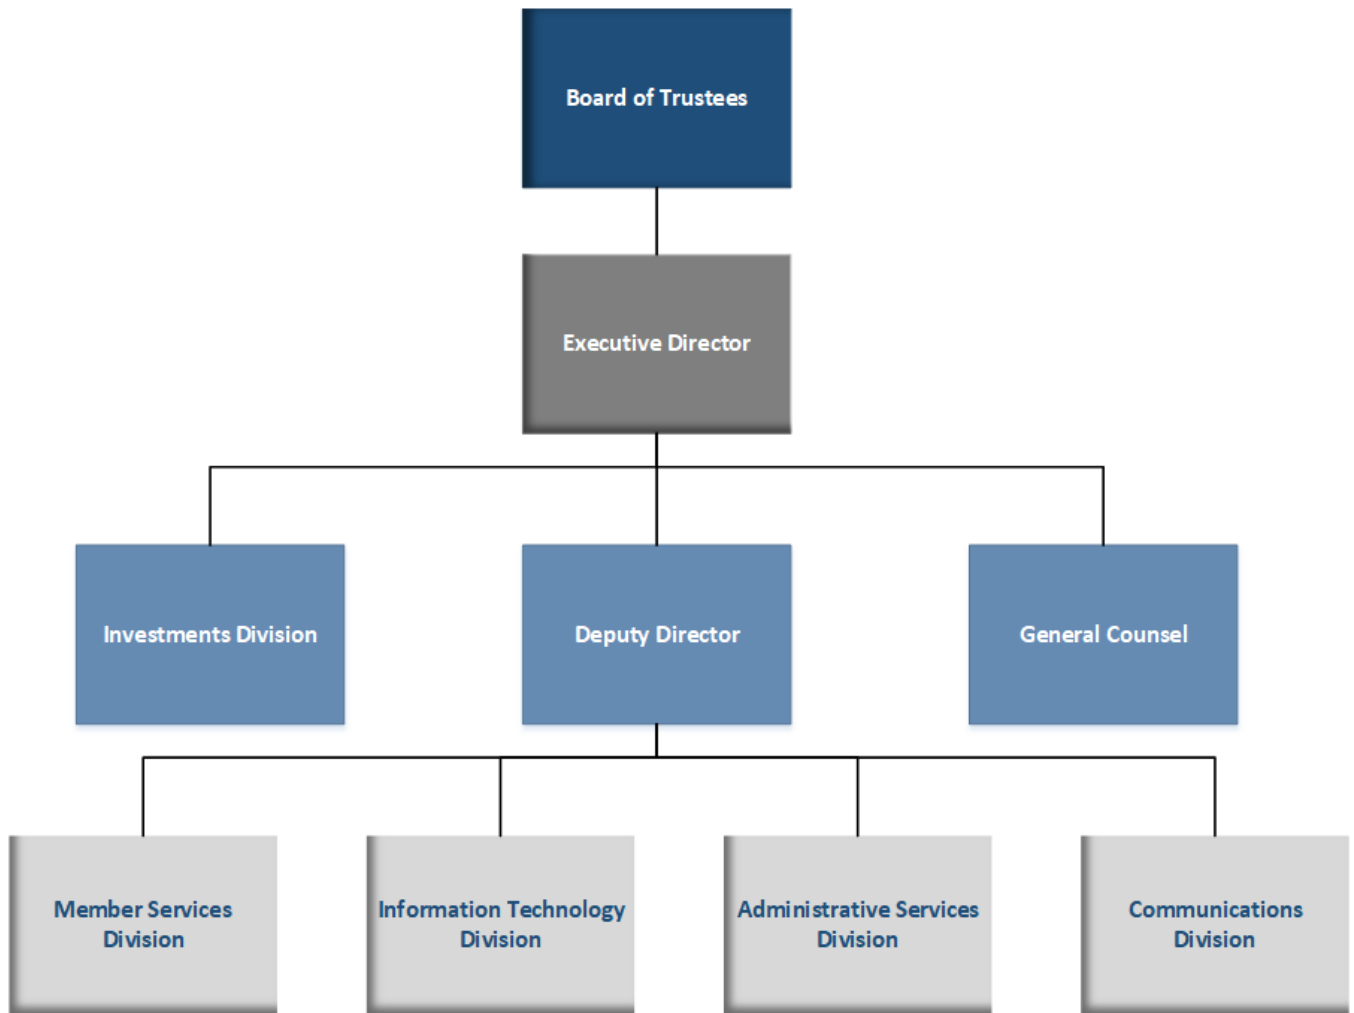 Board of Trustees
Executive Director
Investments Division
Deputy Director
General Counsel
Member Services
Division
Information Technology
Division
Administrative Services
Division
Communications
Division